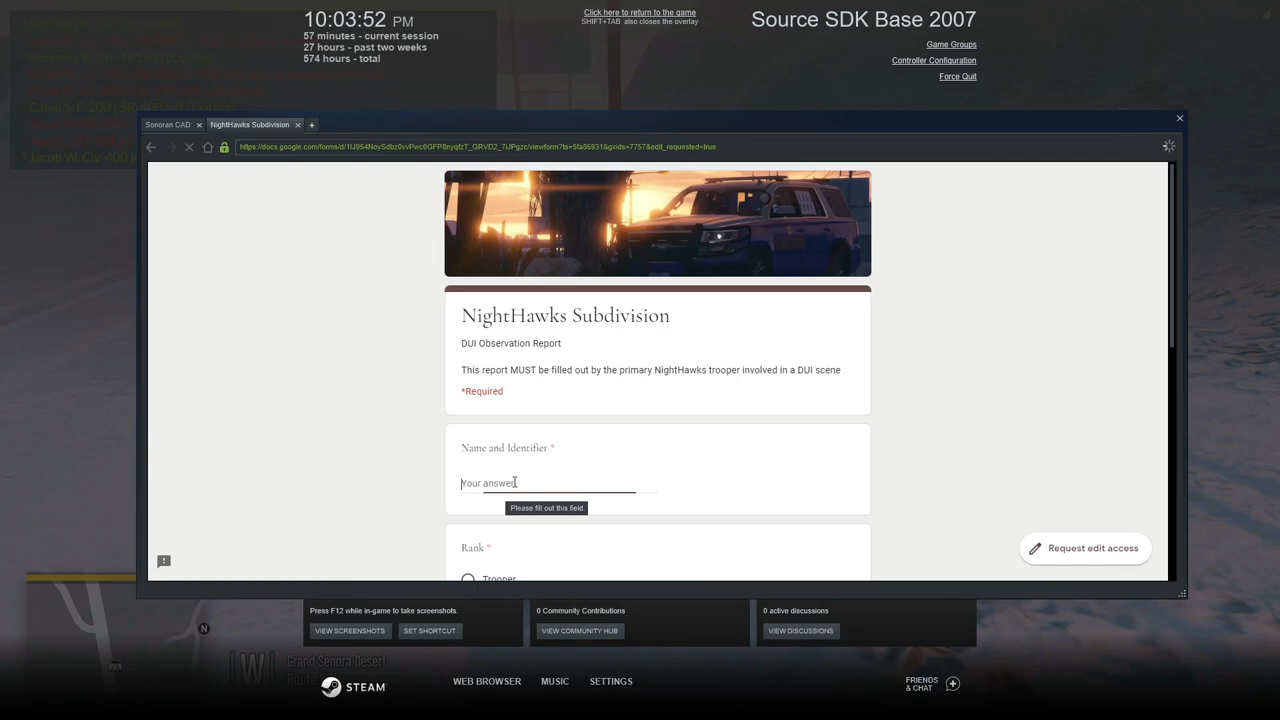 10:03:52 PM
57 minutes - current session
27 hours - past two weeks
574 hours - total
Click here to return to the game
SHIFT+TAB also closes the overlay
Source SDK Base 2007
Game Groups
Controller Configuration
Force Quit
Sonoran CAD
NightHawks Subdivision
NightHawks Subdivision
DUI Observation Report
This report MUST be filled out by the primary NightHawks trooper involved in a DUI scene
*Required
Name and Identifier *
Your answer
Please fill out this field.
Rank *
Trooper
Request edit access
Press F12 while in-game to take screenshots.
VIEW SCREENSHOTS
SET SHORTCUT
0 Community Contributions
VIEW COMMUNITY HUB
0 active discussions
VIEW DISCUSSIONS
N
W
Grand Senora Desert
STEAM
WEB BROWSER
MUSIC
SETTINGS
FRIENDS
& CHAT